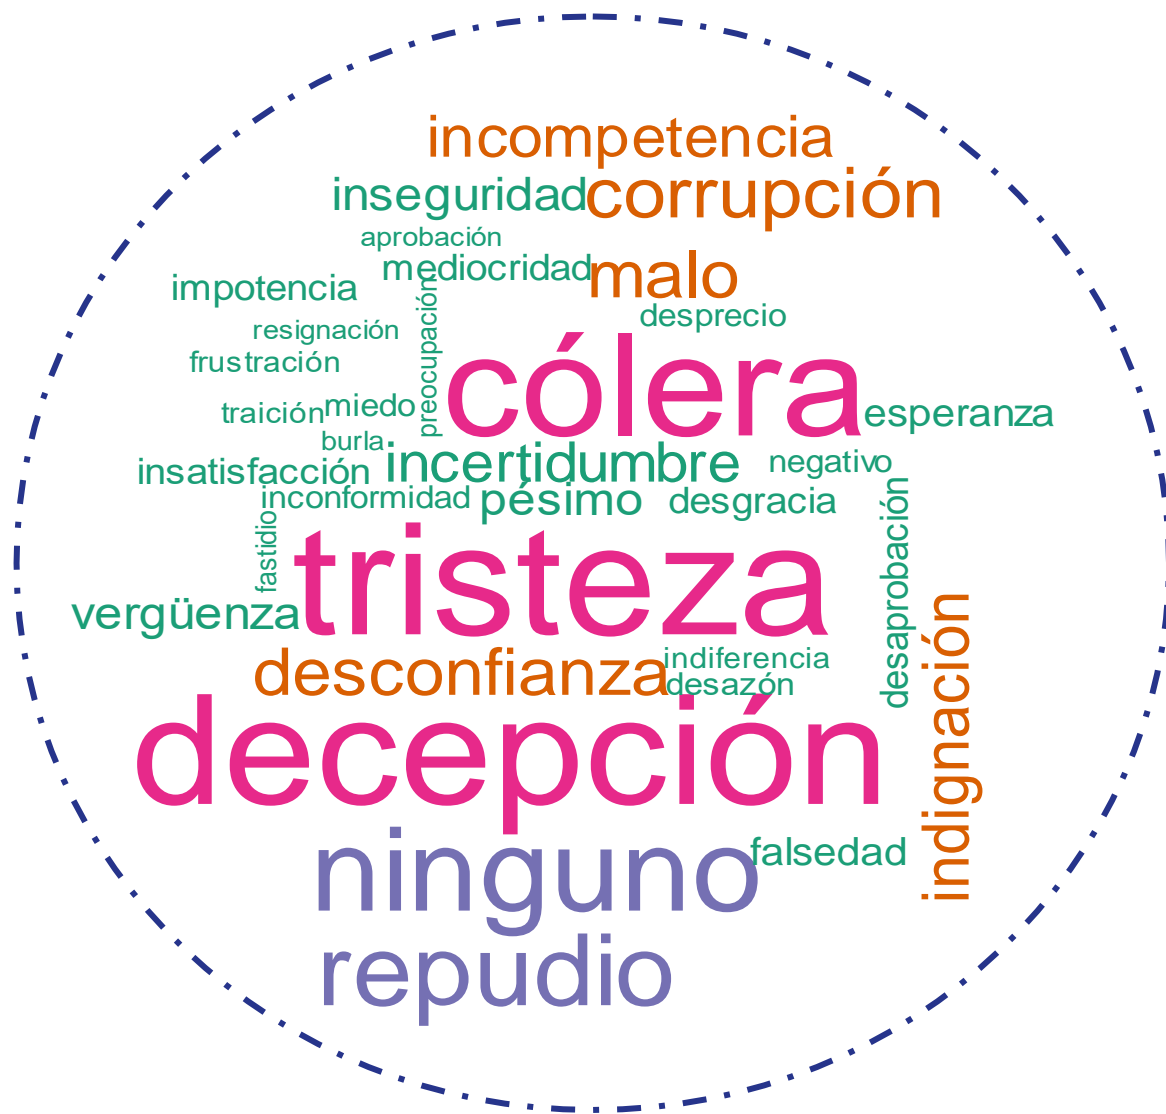 incompetencia
inseguridad
corrupción
aprobación
mediocridad
malo
impotencia
preocupación
desprecio
resignación
cólera
frustración
traición
miedo
esperanza
burla
incertidumbre
negativo
insatisfacción
inconformidad
pésimo
desgracia
desaprobación
fastidio
tristeza
vergüenza
indignación
desconfianza
indiferencia
desazón
decepción
ninguno
falsedad
repudio